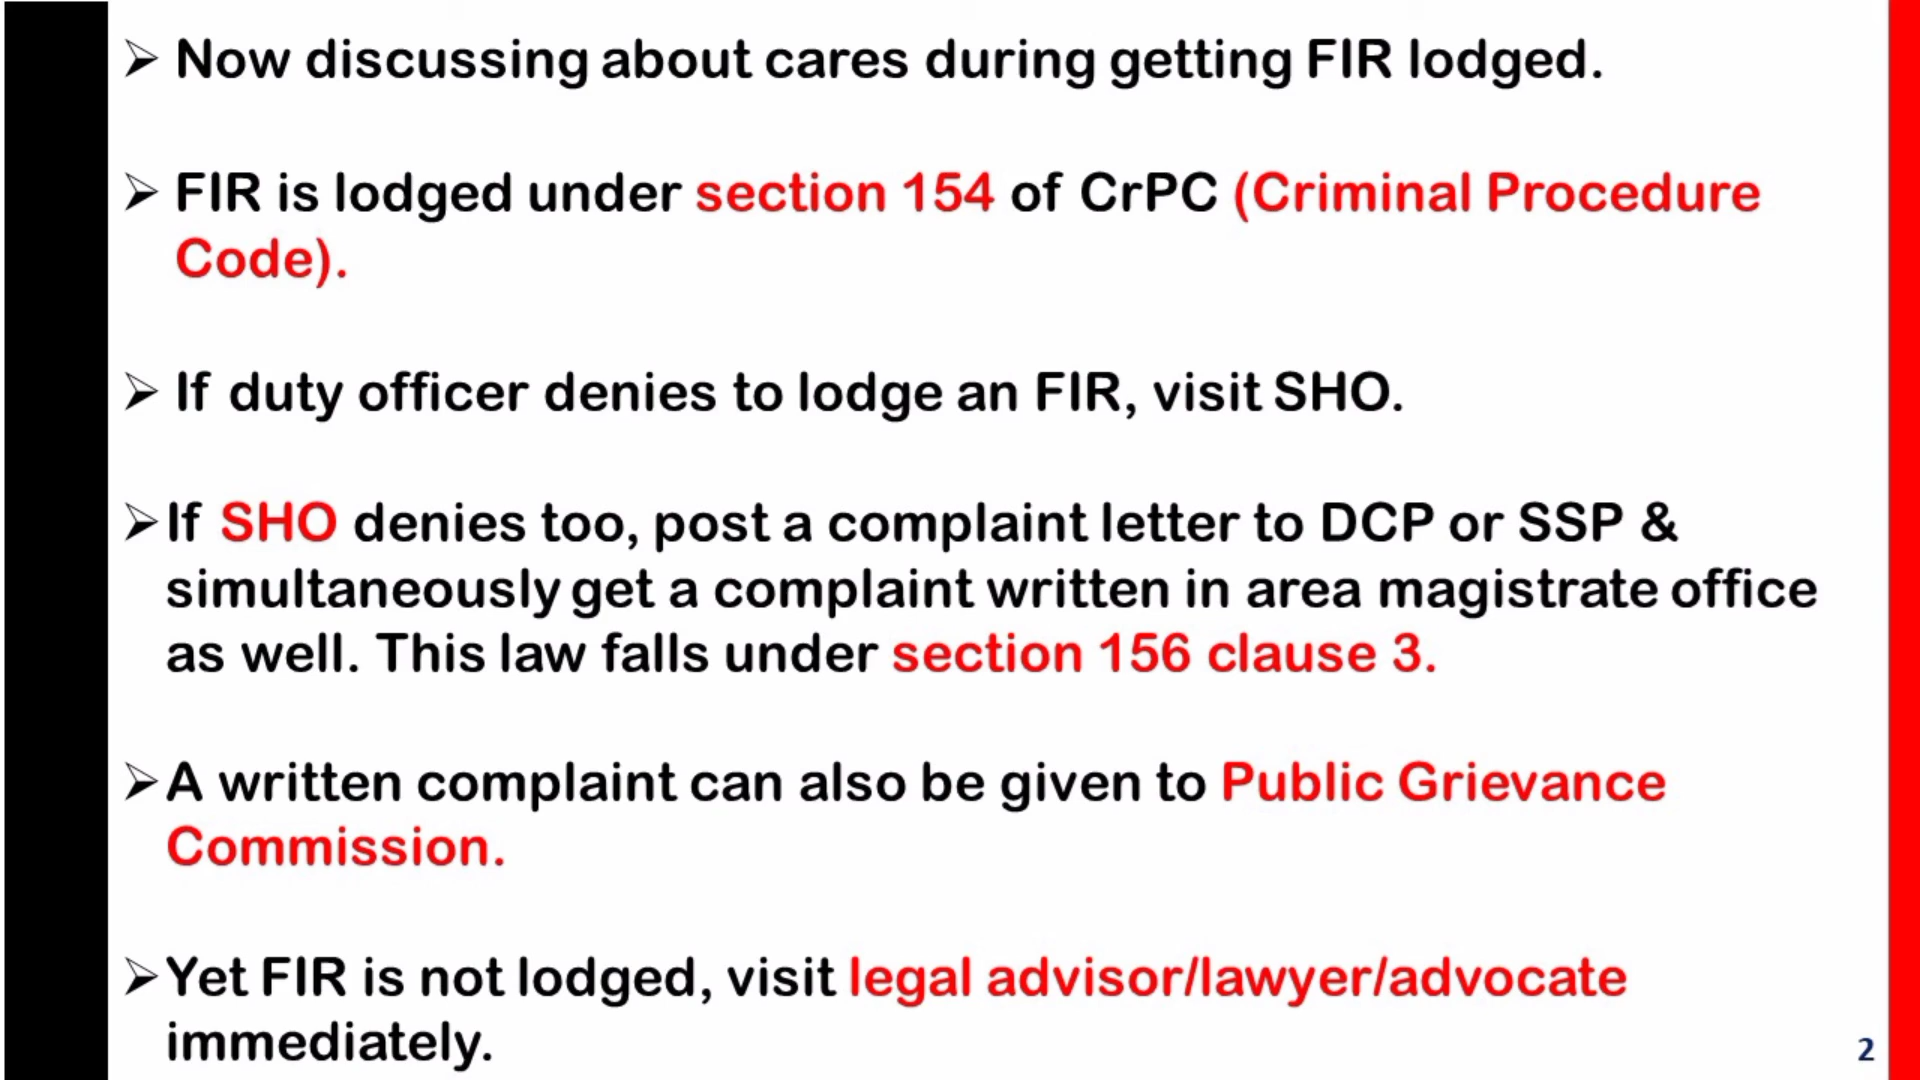 ➢ Now discussing about cares during getting FIR lodged.
➢ FIR is lodged under section 154 of CrPC (Criminal Procedure
Code).
➢ If duty officer denies to lodge an FIR, visit SHO.
➢ If SHO denies too, post a complaint letter to DCP or SSP &
simultaneously get a complaint written in area magistrate office
as well. This law falls under section 156 clause 3.
➢ A written complaint can also be given to Public Grievance
Commission.
➢ Yet FIR is not lodged, visit legal advisor/lawyer/advocate
immediately.
2